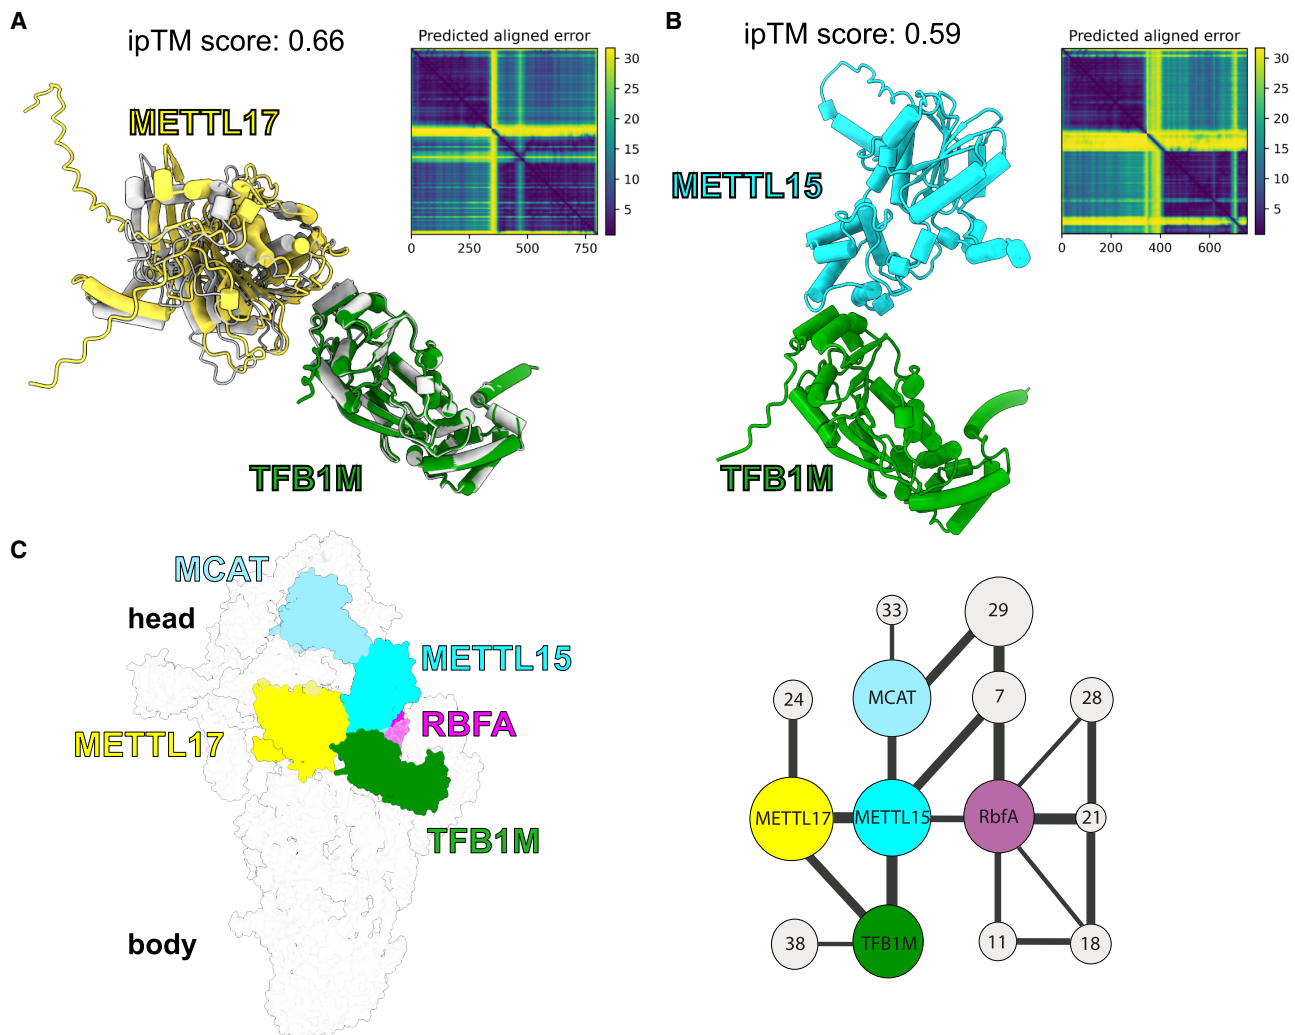 A
ipTM score: 0.66
Predicted aligned error
METTL17
TFB1M
30
25
20
15
10
5
0
250
500
750
B
ipTM score: 0.59
Predicted aligned error
METTL15
TFB1M
30
25
20
15
10
5
0
200
400
600
C
MCAT
head
METTL15
RBFA
METTL17
TFB1M
body
33
29
24
MCAT
7
28
METTL17
METTL15
RbfA
21
38
TFB1M
11
18